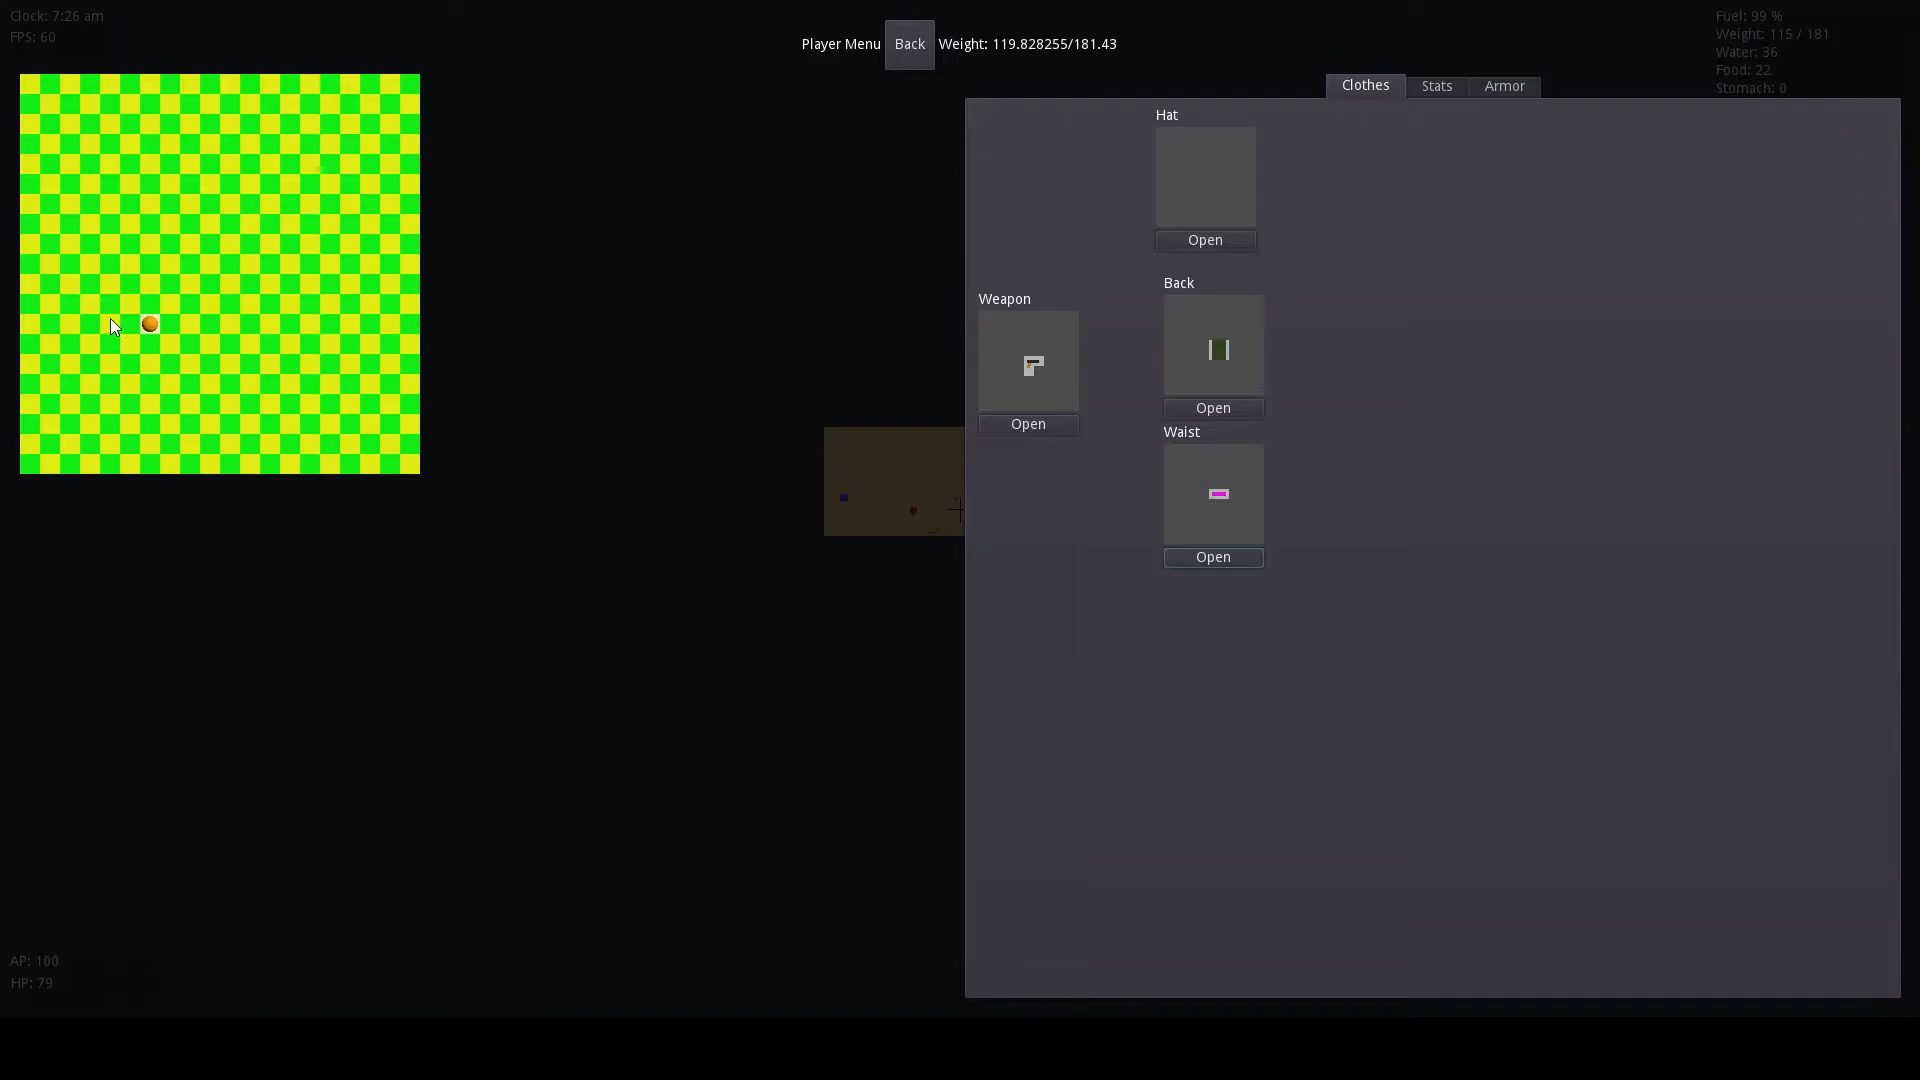 Clock: 7:26 am
FPS: 60
Player Menu Back Weight: 119.828255/181.43
Fuel: 99 %
Weight: 115 / 181
Water: 36
Food: 22
Stomach: 0
Clothes Stats Armor
Hat
Open
Back
Weapon
Open
Open
Waist
Open
AP: 100
HP: 79